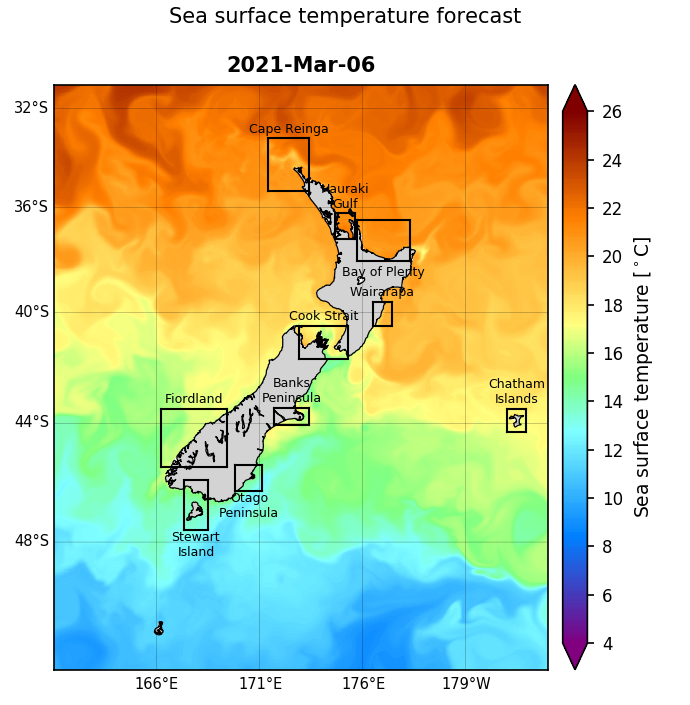 Sea surface temperature forecast
2021-Mar-06
32°S
36°S
40°S
44°S
48°S
Cape Reinga
Hauraki
Gulf
Bay of Plenty
Wairarapa
Cook Strait
Banks
Peninsula
Fiordland
Chatham
Islands
Otago
Peninsula
Stewart
Island
166°E
171°E
176°E
179°W
26
24
22
20
18
16
14
12
10
8
6
4
Sea surface temperature [°C]